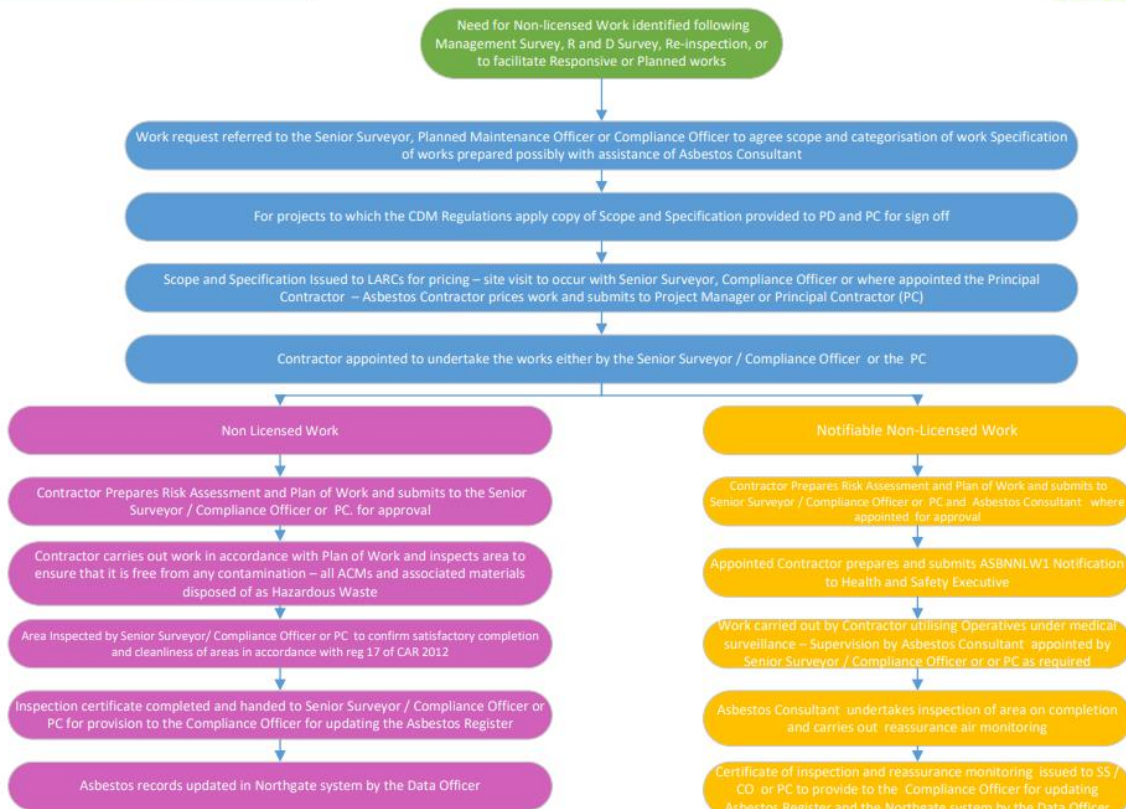 Need for Non-licensed Work identified following
Management Survey, R and D Survey, Re-inspection, or
to facilitate Responsive or Planned works
Work request referred to the Senior Surveyor, Planned Maintenance Officer or Compliance Officer to agree scope and categorisation of work Specification
of works prepared possibly with assistance of Asbestos Consultant
For projects to which the CDM Regulations apply copy of Scope and Specification provided to PD and PC for sign off
Scope and Specification Issued to LARCs for pricing – site visit to occur with Senior Surveyor, Compliance Officer or where appointed the Principal
Contractor – Asbestos Contractor prices work and submits to Project Manager or Principal Contractor (PC)
Contractor appointed to undertake the works either by the Senior Surveyor / Compliance Officer or the PC
Non Licensed Work
Contractor Prepares Risk Assessment and Plan of Work and submits to the Senior
Surveyor / Compliance Officer or PC. for approval
Contractor carries out work in accordance with Plan of Work and inspects area to
ensure that it is free from any contamination – all ACMs and associated materials
disposed of as Hazardous Waste
Area Inspected by Senior Surveyor/ Compliance Officer or PC to confirm satisfactory completion
and cleanliness of areas in accordance with reg 17 of CAR 2012
Inspection certificate completed and handed to Senior Surveyor / Compliance Officer or
PC for provision to the Compliance Officer for updating the Asbestos Register
Asbestos records updated in Northgate system by the Data Officer
Notifiable Non-Licensed Work
Contractor Prepares Risk Assessment and Plan of Work and submits to
Senior Surveyor / Compliance Officer or PC and Asbestos Consultant where
appointed for approval
Appointed Contractor prepares and submits ASBNNLW1 Notification
to Health and Safety Executive
Work carried out by Contractor utilising Operatives under medical
surveillance – Supervision by Asbestos Consultant appointed by
Senior Surveyor / Compliance Officer or or PC as required
Asbestos Consultant undertakes inspection of area on completion
and carries out reassurance air monitoring
Certificate of inspection and reassurance monitoring issued to SS /
CO or PC to provide to the Compliance Officer for updating
Asbestos Register and the Northgate system by the Data Officer